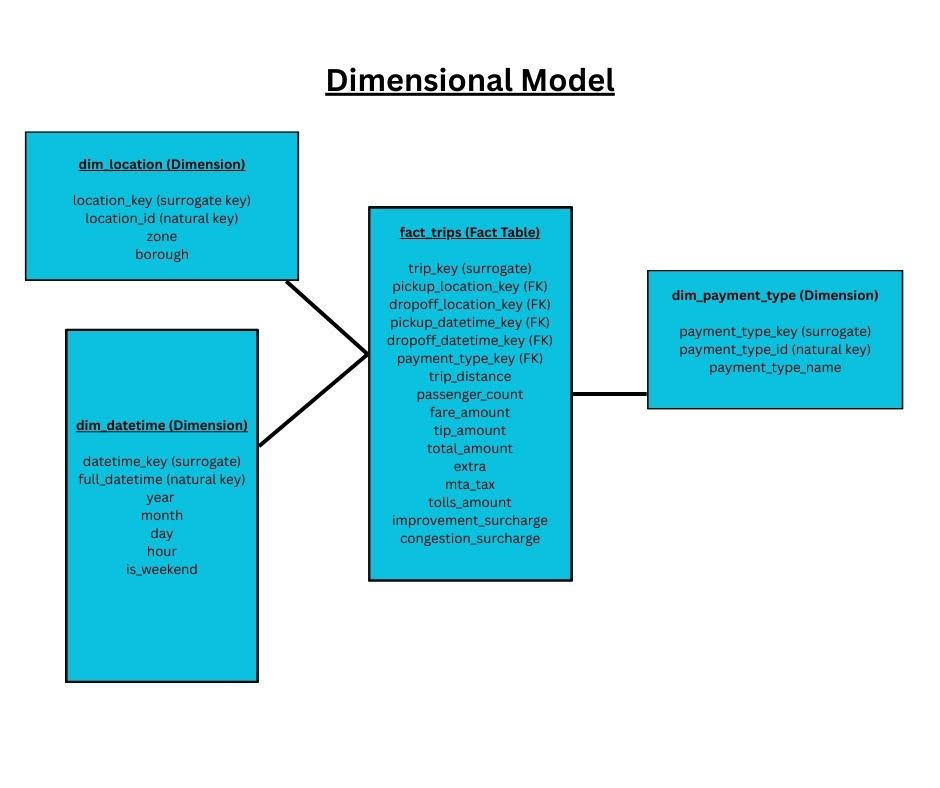 Dimensional Model
dim_location (Dimension)
location_key (surrogate key)
location_id (natural key)
zone
borough
dim_datetime (Dimension)
datetime_key (surrogate)
full_datetime (natural key)
year
month
day
hour
is_weekend
fact_trips (Fact Table)
trip_key (surrogate)
pickup_location_key (FK)
dropoff_location_key (FK)
pickup_datetime_key (FK)
dropoff_datetime_key (FK)
payment_type_key (FK)
trip_distance
passenger_count
fare_amount
tip_amount
total_amount
extra
mta_tax
tolls_amount
improvement_surcharge
congestion_surcharge
dim_payment_type (Dimension)
payment_type_key (surrogate)
payment_type_id (natural key)
payment_type_name